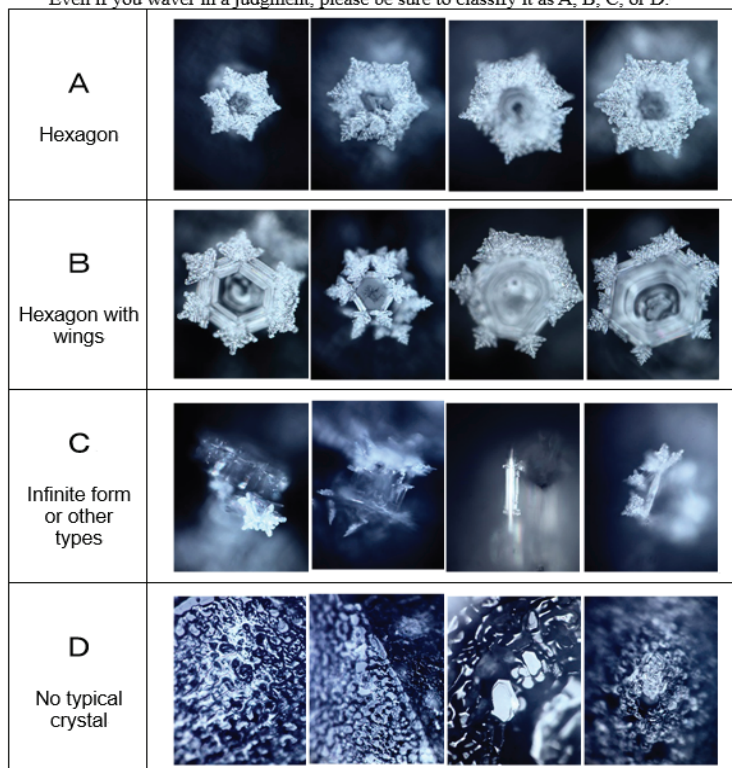 Even if you waver in a judgment, please be sure to classify it as A, B, C, or D.
A
Hexagon
B
Hexagon with
wings
C
Infinite form
or other
types
D
No typical
crystal